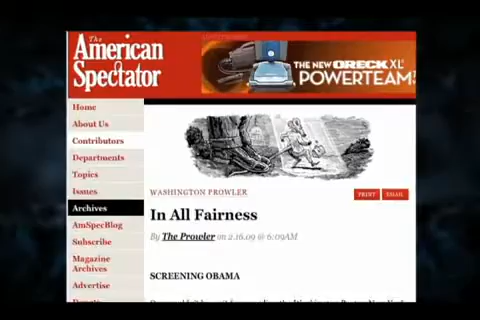 The
American
Spectator
ADVERTISEMENT
THE NEW ORECK XL
POWERTEAM
Home
About Us
Contributors
Departments
Topics
Issues
Archives
AmSpecBlog
Subscribe
Magazine
Archives
Advertise
WASHINGTON PROWLER
PRINT EMAIL
In All Fairness
By The Prowler on 2.16.09 @ 6:09AM
SCREENING OBAMA